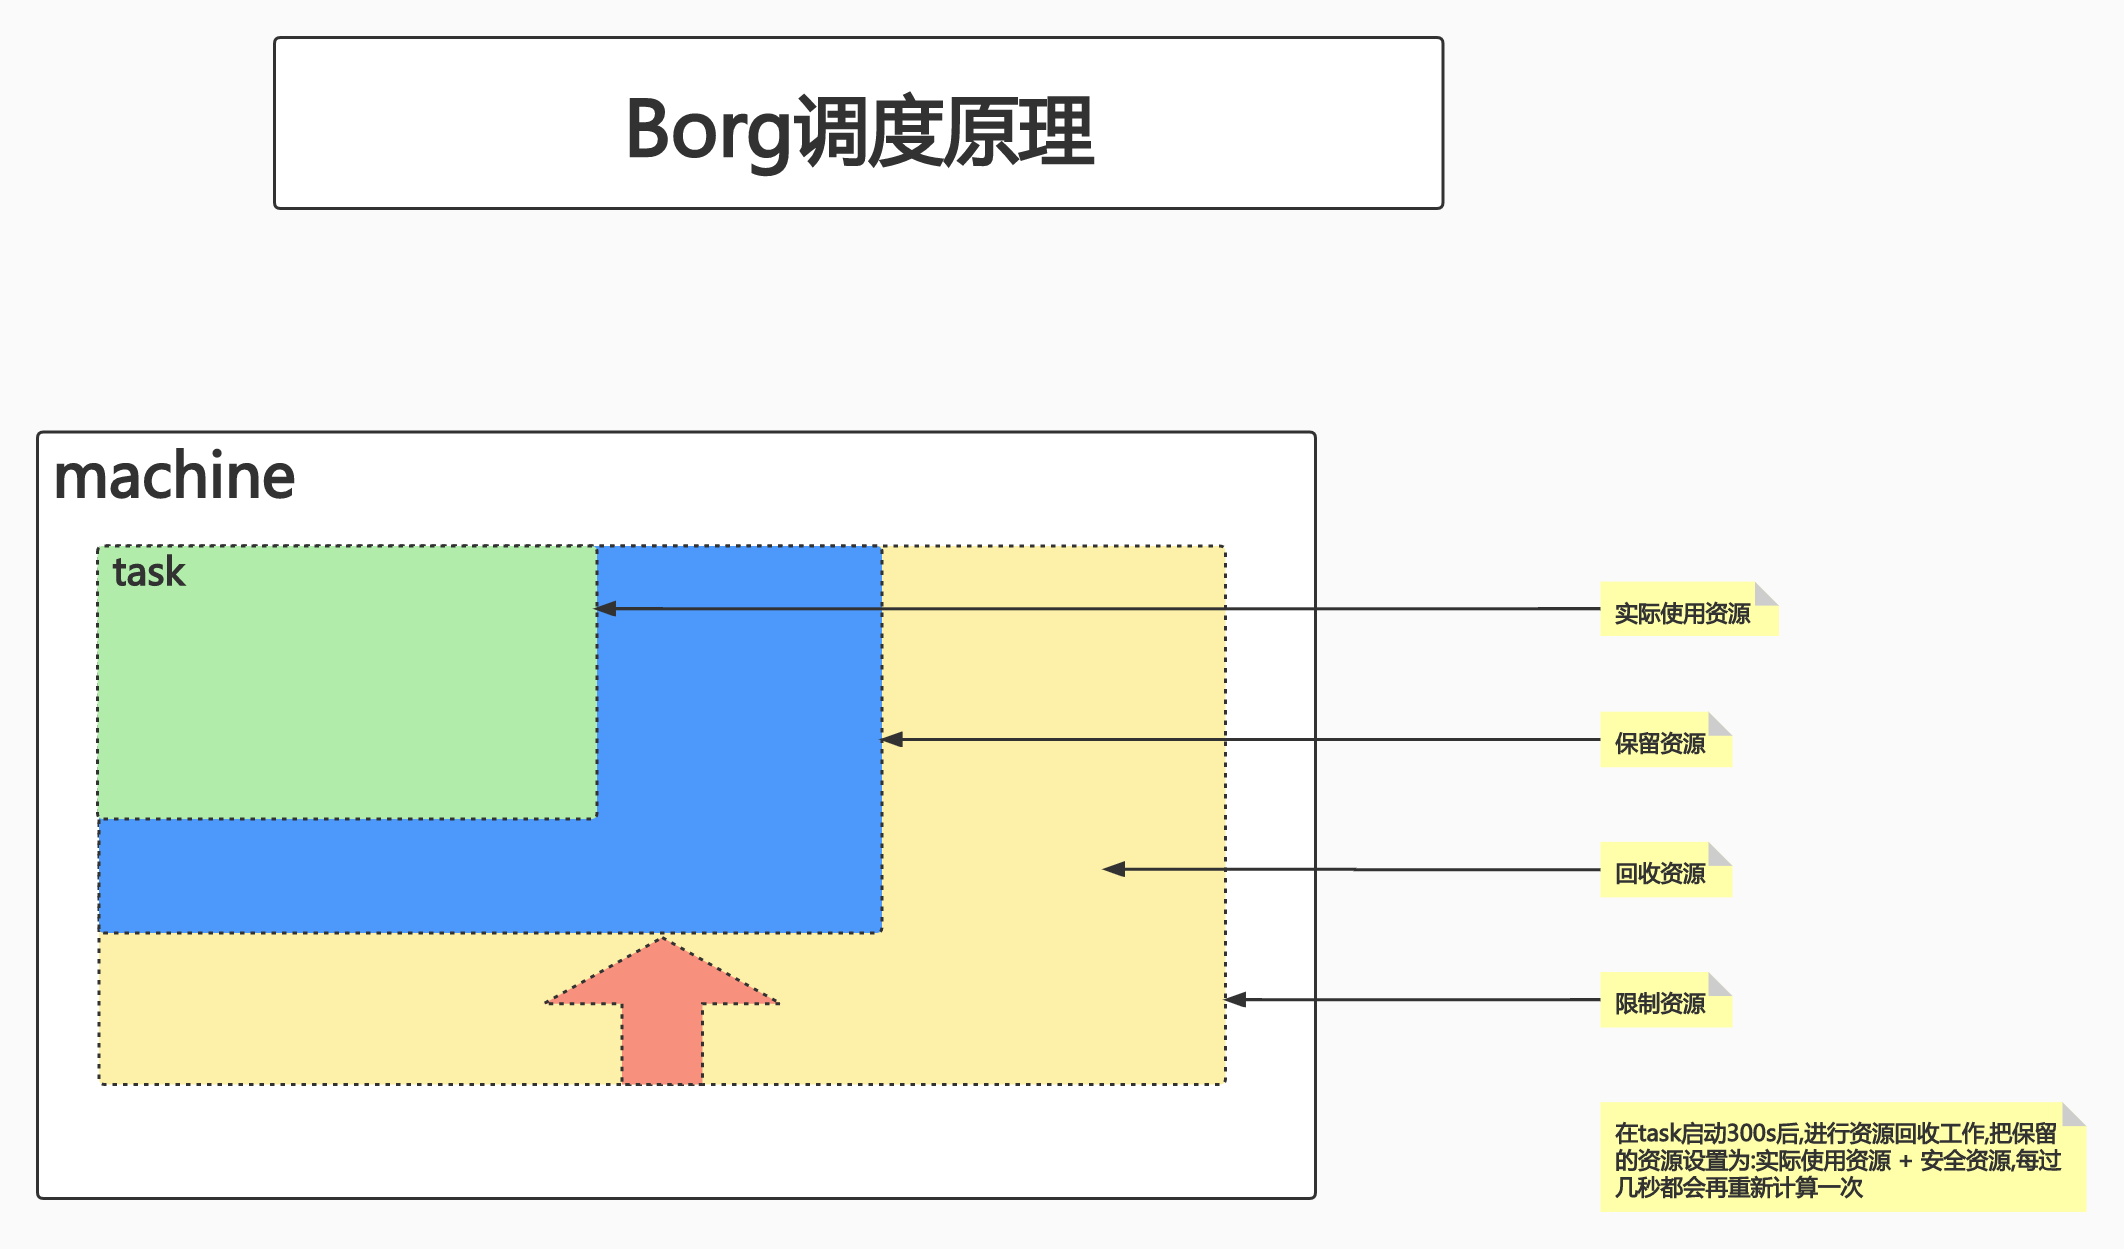 Borg调度原理
machine
task
实际使用资源
保留资源
回收资源
限制资源
在task启动300s后,进行资源回收工作,把保留
的资源设置为:实际使用资源 + 安全资源,每过
几秒都会再重新计算一次